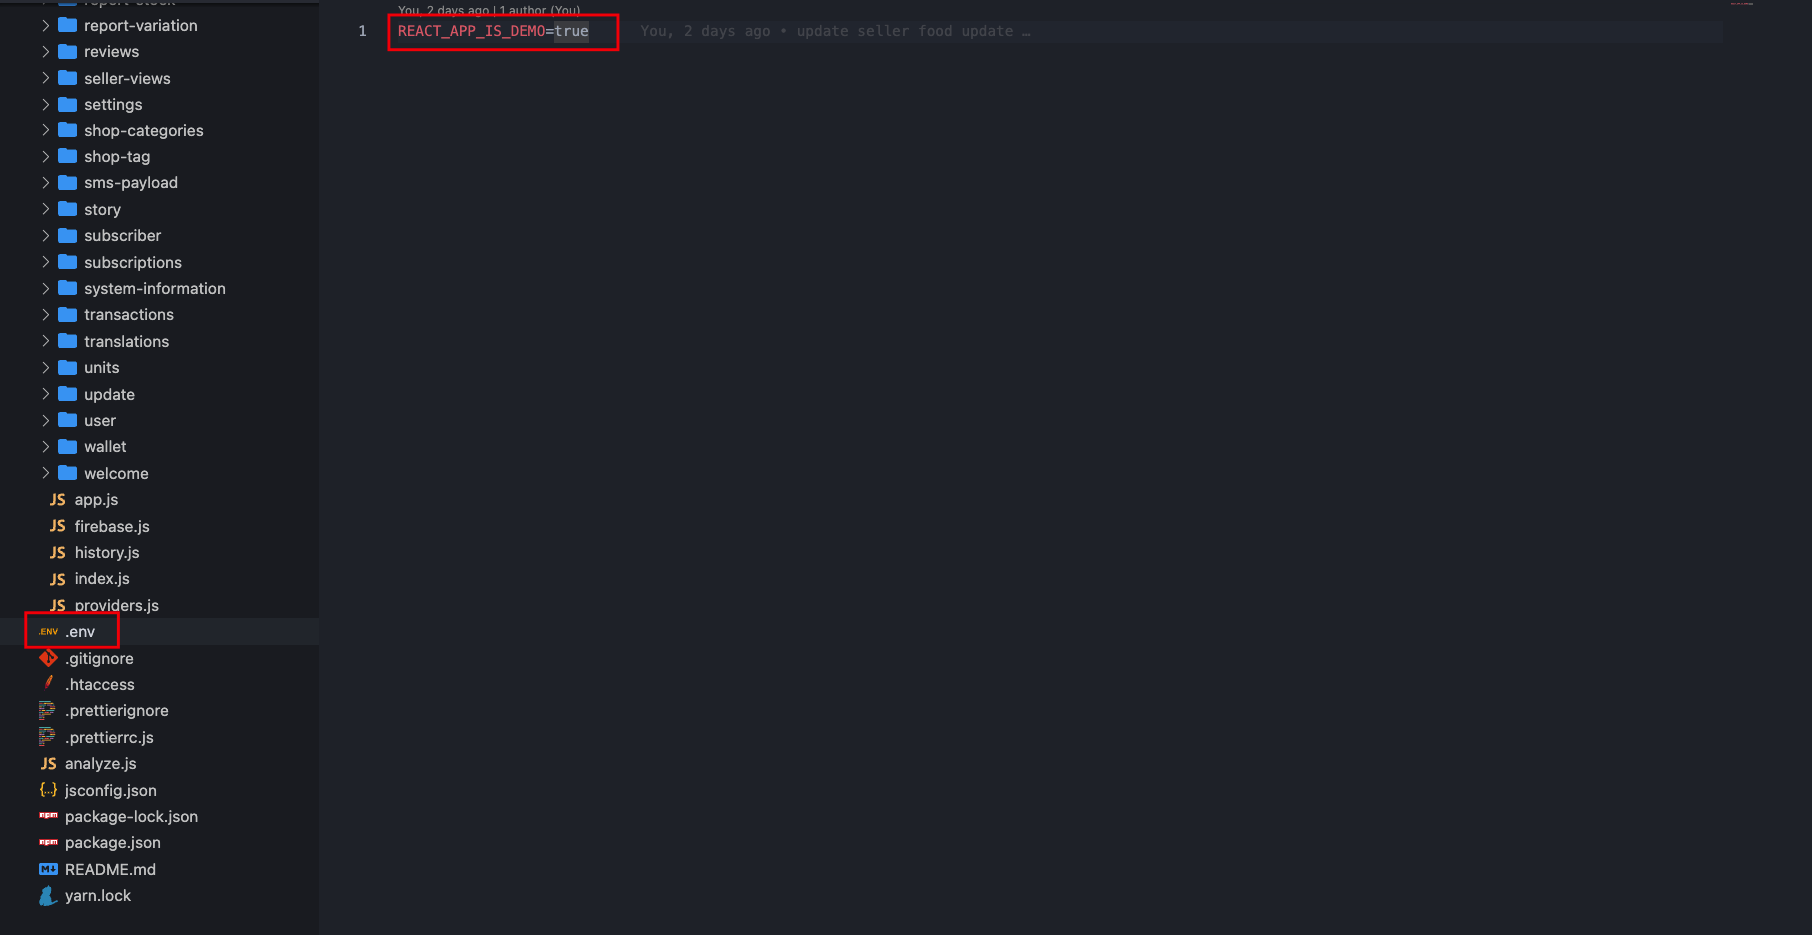 report-stock
report-variation
reviews
seller-views
settings
shop-categories
shop-tag
sms-payload
story
subscriber
subscriptions
system-information
transactions
translations
units
update
user
wallet
welcome
JS app.js
JS firebase.js
JS history.js
JS index.js
JS providers.js
.ENV .env
.gitignore
.htaccess
.prettierignore
.prettierrc.js
JS analyze.js
{..} jsconfig.json
npm package-lock.json
npm package.json
M↓ README.md
yarn.lock
You, 2 days ago | 1 author (You)
1 REACT_APP_IS_DEMO=true You, 2 days ago • update seller food update …